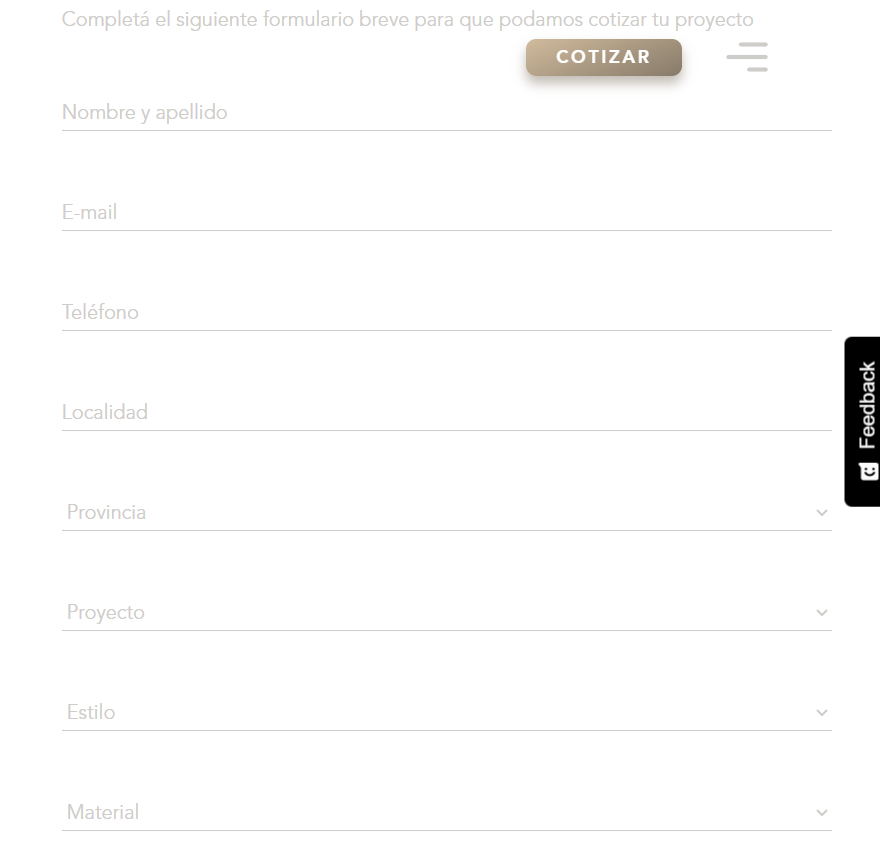 Completá el siguiente formulario breve para que podamos cotizar tu proyecto
COTIZAR
Nombre y apellido
E-mail
Teléfono
Feedback
Localidad
Provincia
Proyecto
Estilo
Material